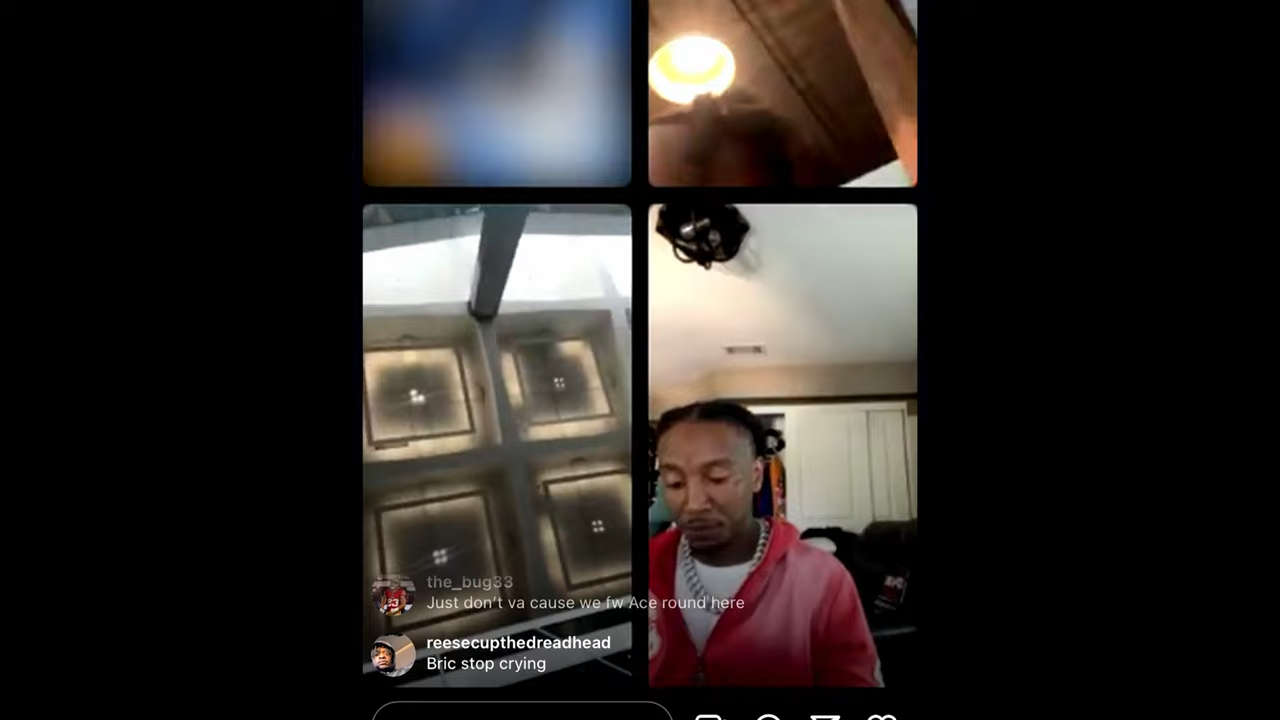 the_bug33
Just don't va cause we fw Ace round here
reesecupthedreadhead
Bric stop crying